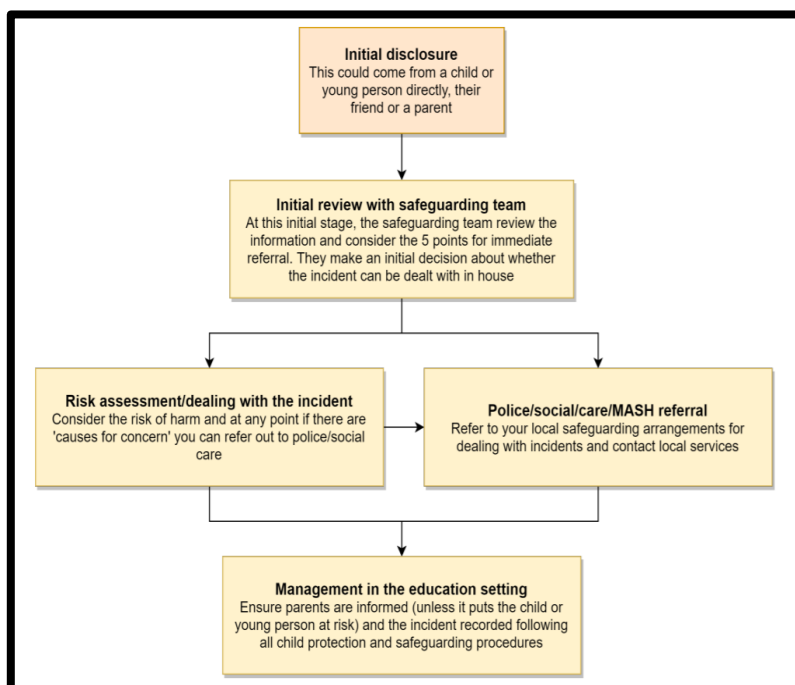 Initial disclosure
This could come from a child or
young person directly, their
friend or a parent
Initial review with safeguarding team
At this initial stage, the safeguarding team review the
information and consider the 5 points for immediate
referral. They make an initial decision about whether
the incident can be dealt with in house
Risk assessment/dealing with the incident
Consider the risk of harm and at any point if there are
'causes for concern' you can refer out to police/social
care
Police/social/care/MASH referral
Refer to your local safeguarding arrangements for
dealing with incidents and contact local services
Management in the education setting
Ensure parents are informed (unless it puts the child or
young person at risk) and the incident recorded following
all child protection and safeguarding procedures